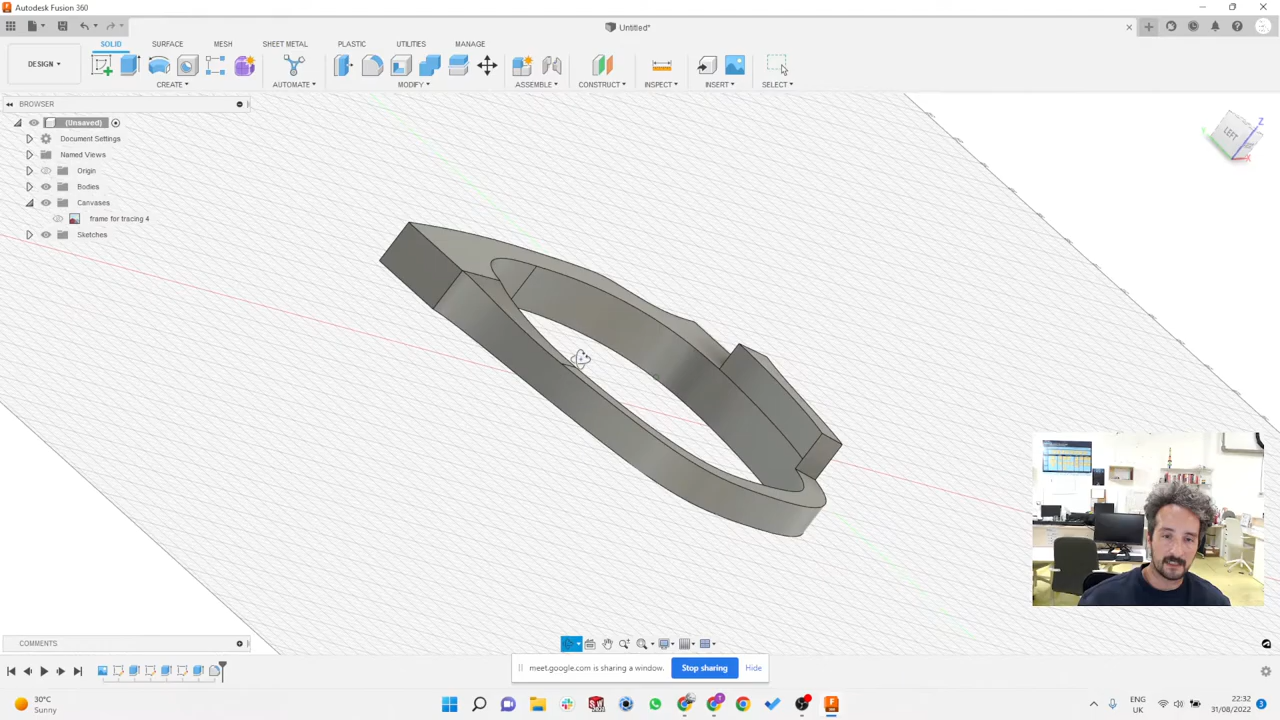 Autodesk Fusion 360
Untitled*
SOLID SURFACE MESH SHEET METAL PLASTIC UTILITIES MANAGE
DESIGN
CREATE AUTOMATE MODIFY ASSEMBLE CONSTRUCT INSPECT INSERT SELECT
BROWSER
(Unsaved)
Document Settings
Named Views
Origin
Bodies
Canvases
frame for tracing 4
Sketches
LEFT
Z
X
COMMENTS
meet.google.com is sharing a window.
Stop sharing
Hide
30°C
Sunny
ENG
UK
22:32
31/08/2022
3